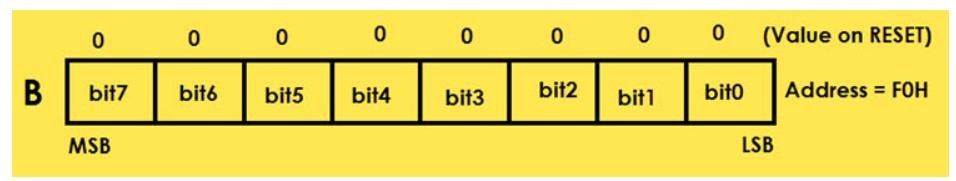 0 0 0 0 0 0 0 0 (Value on RESET)
B bit7 bit6 bit5 bit4 bit3 bit2 bit1 bit0 Address = F0H
MSB LSB